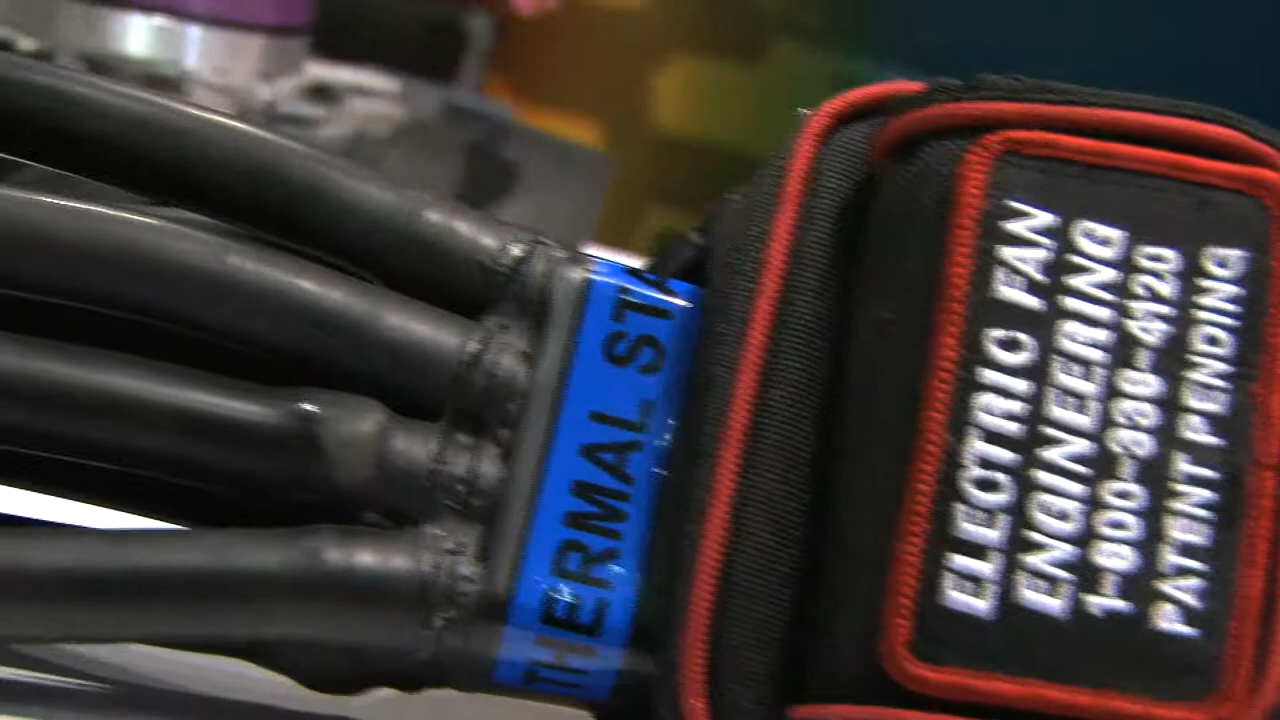 THERMAL STA
ELECTRIC FAN
ENGINEERING
1-800-330-4120
PATENT PENDING